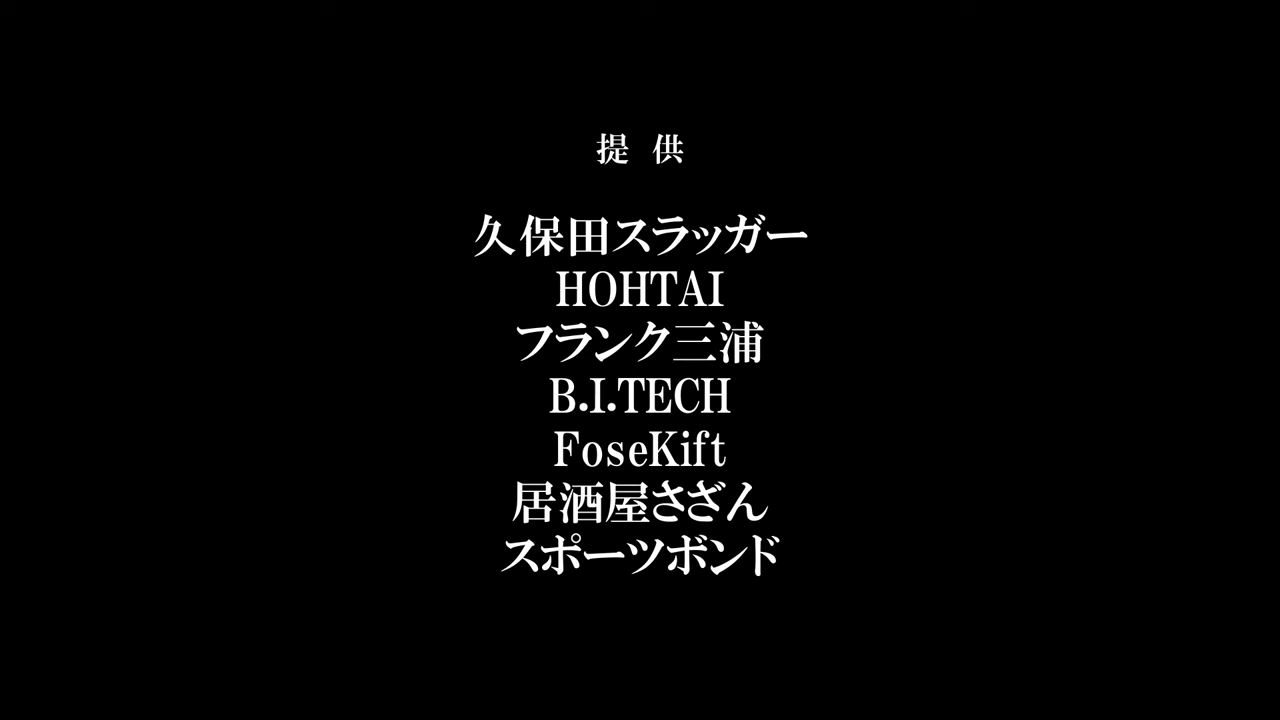 提 供
久保田スラッガー
HOHTAI
フランク三浦
B.I.TECH
FoseKift
居酒屋さざん
スポーツボンド